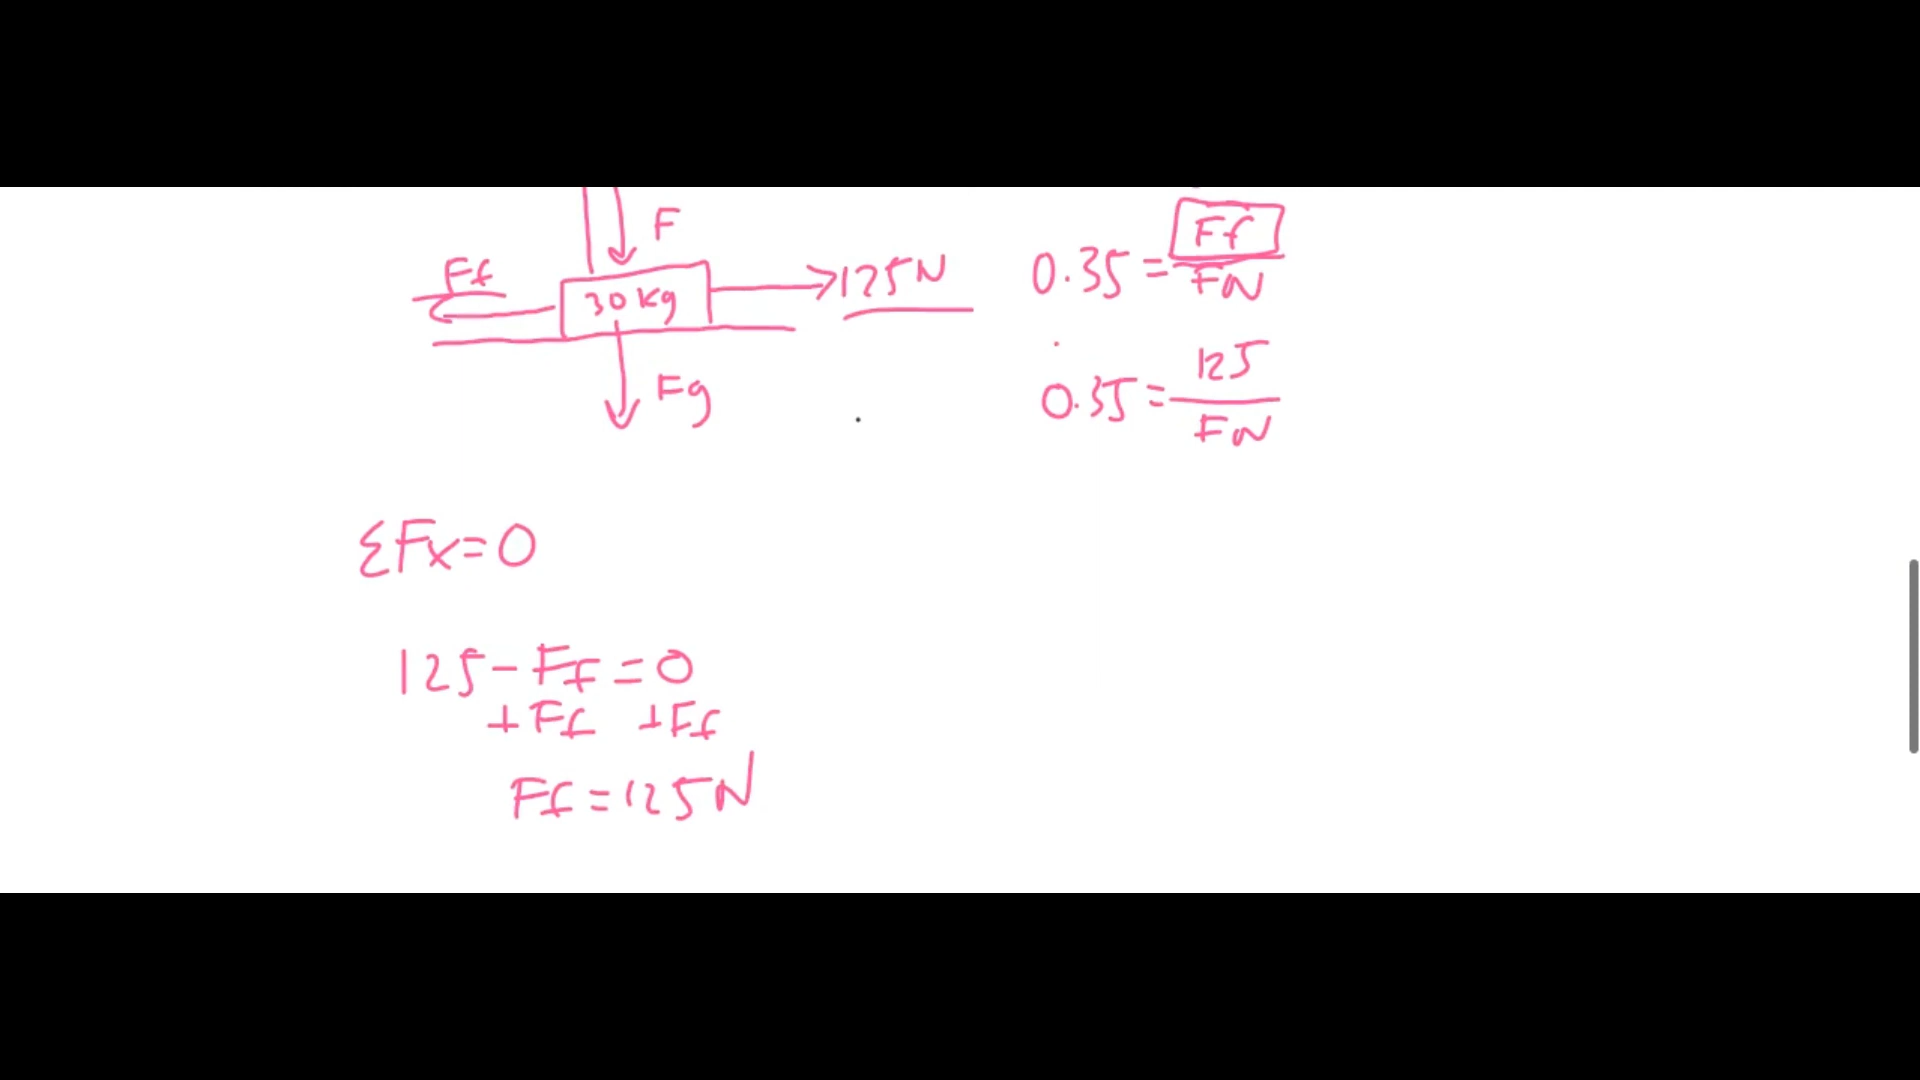 F
Ff
30 kg
125N
Fg
0.35 = Ff
FN
0.35 = 125
FN
ΣFx=0
125 - Ff = 0
+Ff +Ff
Ff = 125N